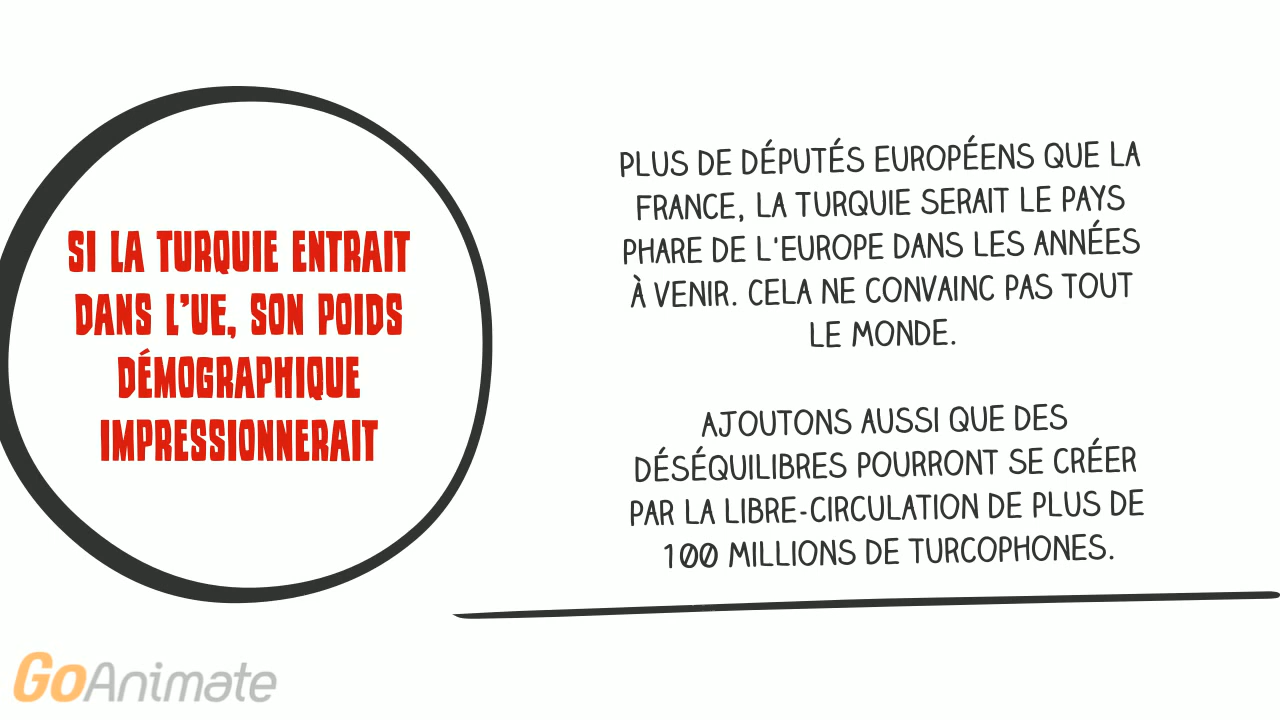 SI LA TURQUIE ENTRAIT
DANS L'UE, SON POIDS
DÉMOGRAPHIQUE
IMPRESSIONNERAIT
PLUS DE DÉPUTÉS EUROPÉENS QUE LA
FRANCE, LA TURQUIE SERAIT LE PAYS
PHARE DE L'EUROPE DANS LES ANNÉES
À VENIR. CELA NE CONVAINC PAS TOUT
LE MONDE.
AJOUTONS AUSSI QUE DES
DÉSÉQUILIBRES POURRONT SE CRÉER
PAR LA LIBRE-CIRCULATION DE PLUS DE
100 MILLIONS DE TURCOPHONES.
GoAnimate